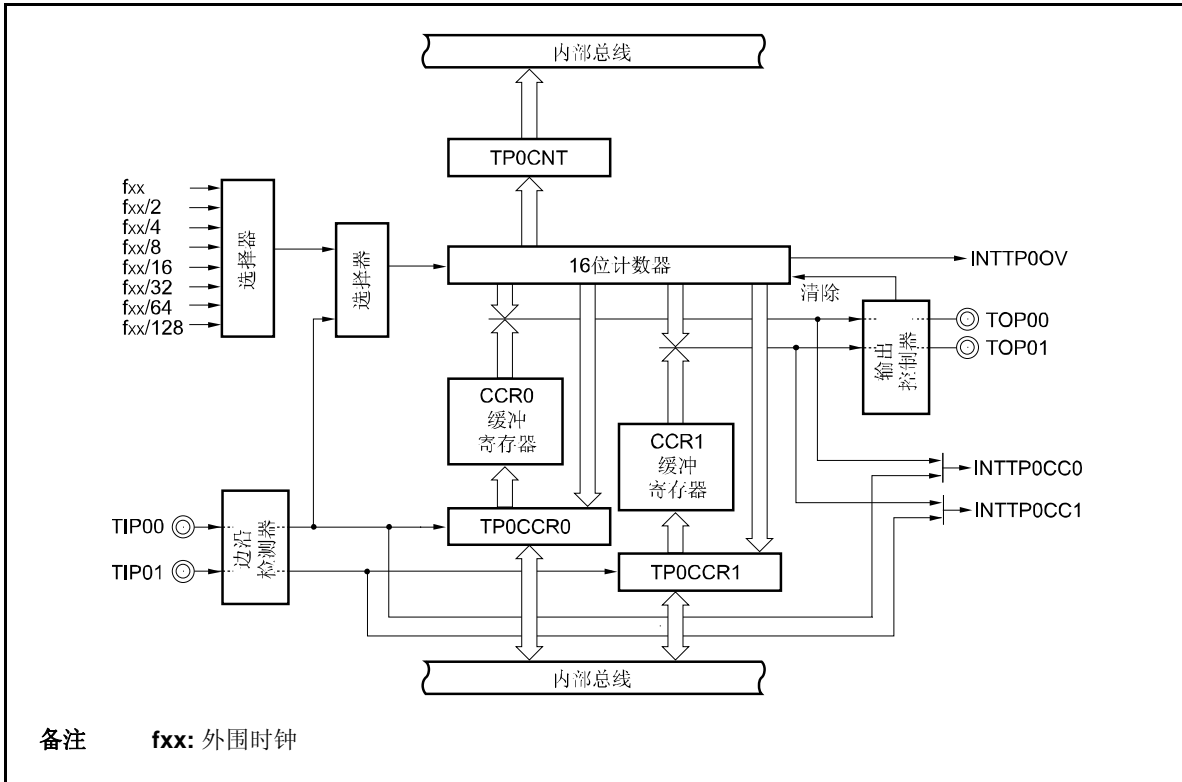 内部总线
TP0CNT
fxx
fxx/2
fxx/4
fxx/8
fxx/16
fxx/32
fxx/64
fxx/128
选择器
选择器
16位计数器
INTTP0OV
清除
TOP00
TOP01
输出
控制器
CCR0
缓冲
寄存器
CCR1
缓冲
寄存器
INTTP0CC0
INTTP0CC1
TIP00
TIP01
边沿
检测器
TP0CCR0
TP0CCR1
内部总线
备注 fxx: 外围时钟